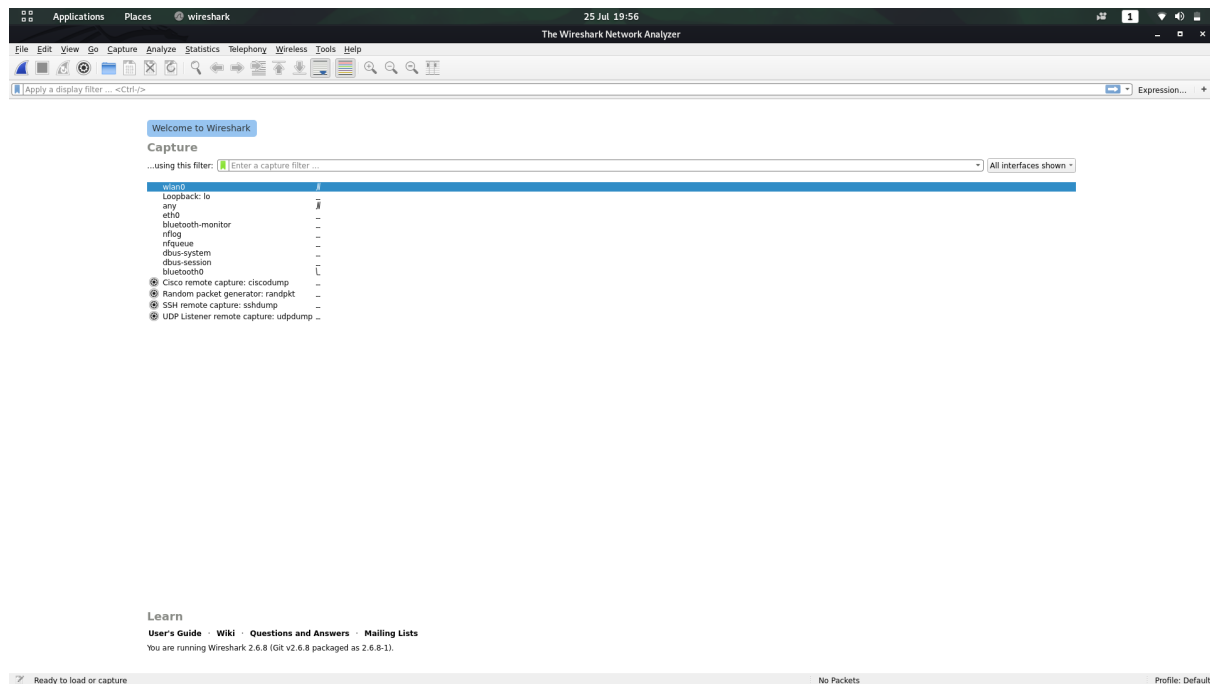 Applications Places wireshark 25 Jul 19:56 1
The Wireshark Network Analyzer
File Edit View Go Capture Analyze Statistics Telephony Wireless Tools Help
Apply a display filter ... <Ctrl-/> Expression... +
Welcome to Wireshark
Capture
...using this filter: Enter a capture filter ... All interfaces shown
wlan0
Loopback: lo
any
eth0
bluetooth-monitor
nflog
nfqueue
dbus-system
dbus-session
bluetooth0
Cisco remote capture: ciscodump
Random packet generator: randpkt
SSH remote capture: sshdump
UDP Listener remote capture: udpdump
Learn
User's Guide · Wiki · Questions and Answers · Mailing Lists
You are running Wireshark 2.6.8 (Git v2.6.8 packaged as 2.6.8-1).
Ready to load or capture No Packets Profile: Default